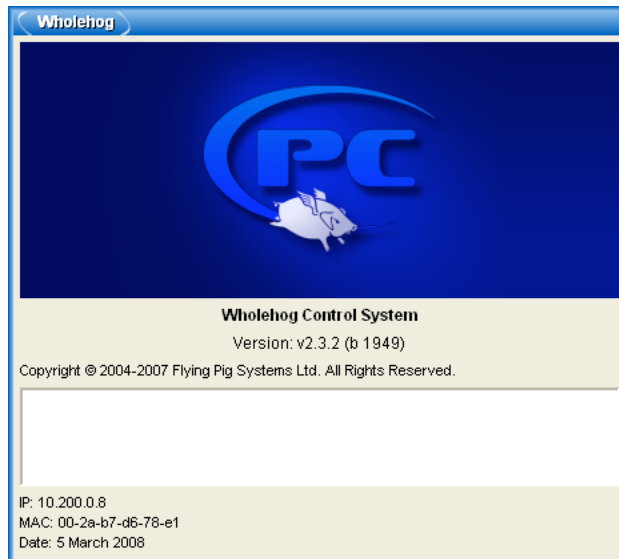 Wholehog
PC
Wholehog Control System
Version: v2.3.2 (b 1949)
Copyright © 2004-2007 Flying Pig Systems Ltd. All Rights Reserved.
IP: 10.200.0.8
MAC: 00-2a-b7-d6-78-e1
Date: 5 March 2008